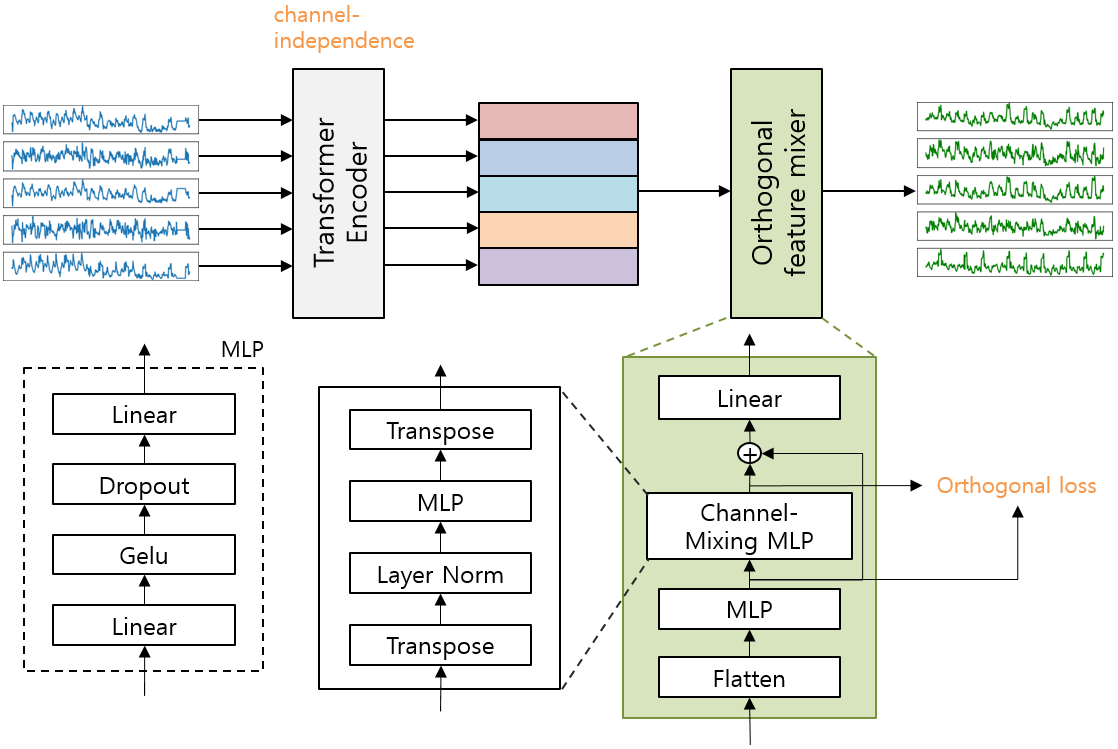 channel-
independence
Transformer
Encoder
Orthogonal
feature mixer
MLP
Linear
Dropout
Gelu
Linear
Transpose
MLP
Layer Norm
Transpose
Linear
+
Channel-
Mixing MLP
MLP
Flatten
Orthogonal loss